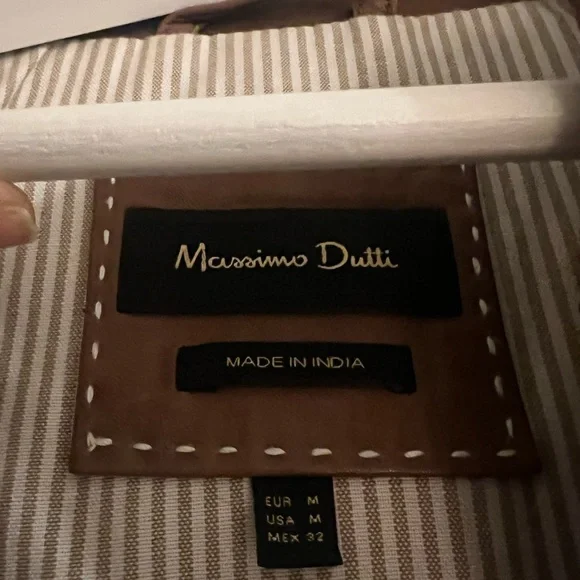 Massimo Dutti
MADE IN INDIA
EUR M
USA M
MEX 32